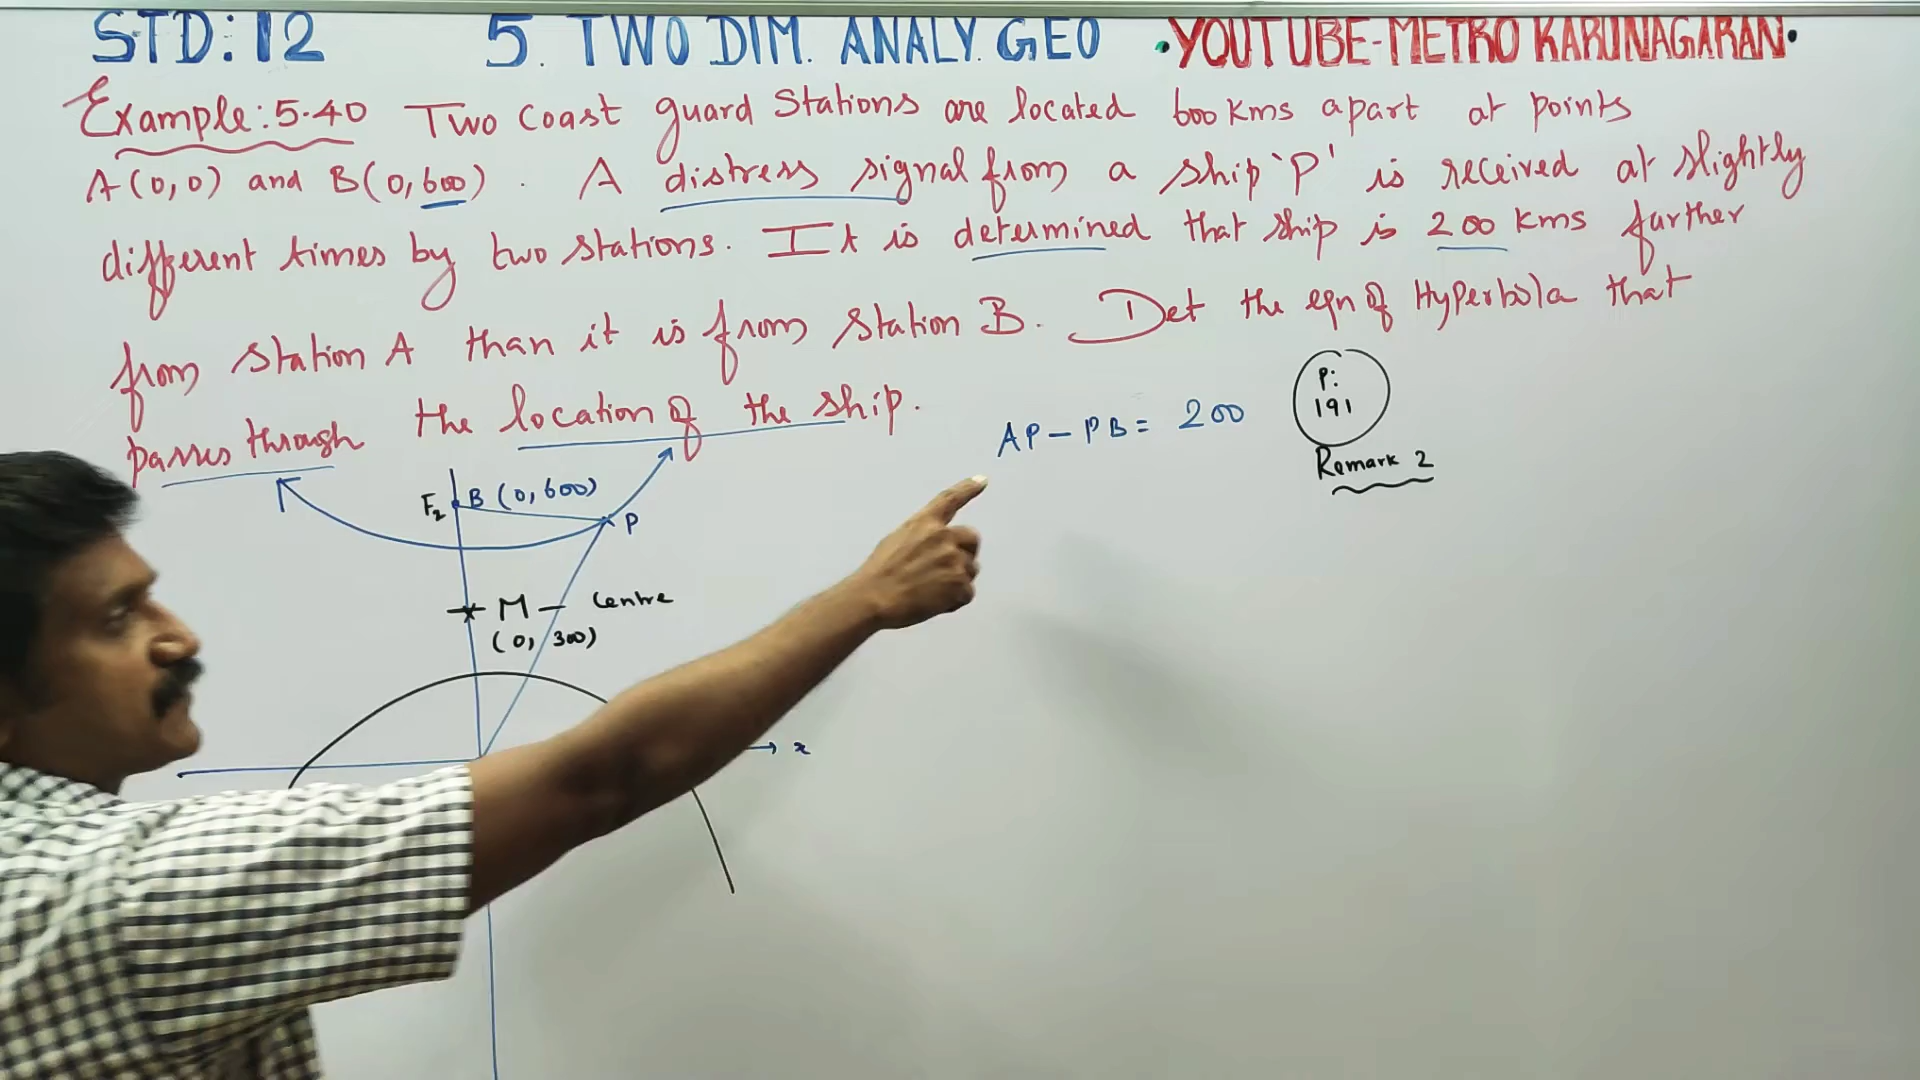 STD: 12 5. TWO DIM. ANALY. GEO •YOUTUBE-METRO KARUNAGARAN•
Example: 5.40 Two Coast guard Stations are located 600 Kms apart at points
A(0,0) and B(0,600). A distress signal from a ship 'P' is received at slightly
different times by two stations. It is determined that ship is 200 Kms further
from station A than it is from station B. Det the eqn of Hyperbola that
passes through the location of the ship.
AP - PB = 200
P:
191
Remark 2
F₂ B (0, 600)
P
M - Centre
(0, 300)
x